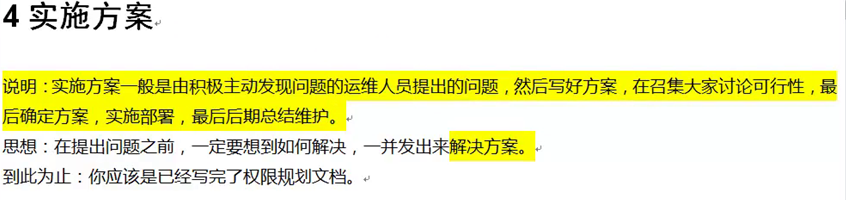 4 实施方案
说明：实施方案一般是由积极主动发现问题的运维人员提出的问题，然后写好方案，在召集大家讨论可行性，最
后确定方案，实施部署，最后后期总结维护。
思想：在提出问题之前，一定要想到如何解决，一并发出来解决方案。
到此为止：你应该是已经写完了权限规划文档。